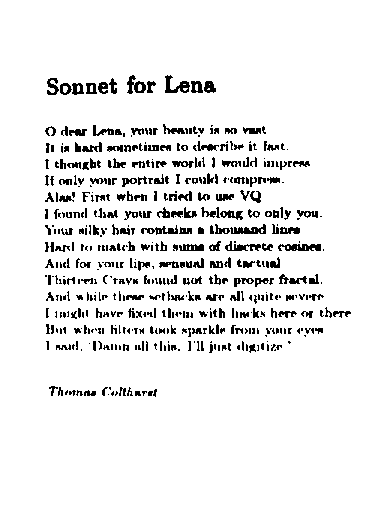 Sonnet for Lena
O dear Lena, your beauty is so vast
It is hard sometimes to describe it fast.
I thought the entire world I would impress
If only your portrait I could compress.
Alas! First when I tried to use VQ
I found that your cheeks belong to only you.
Your silky hair contains a thousand lines
Hard to match with sums of discrete cosines.
And for your lips, sensual and tactual
Thirteen Crays found not the proper fractal.
And while these setbacks are all quite severe
I might have fixed them with hacks here or there
But when filters took sparkle from your eyes
I said, 'Damn all this. I'll just digitize.'
Thomas Colthurst